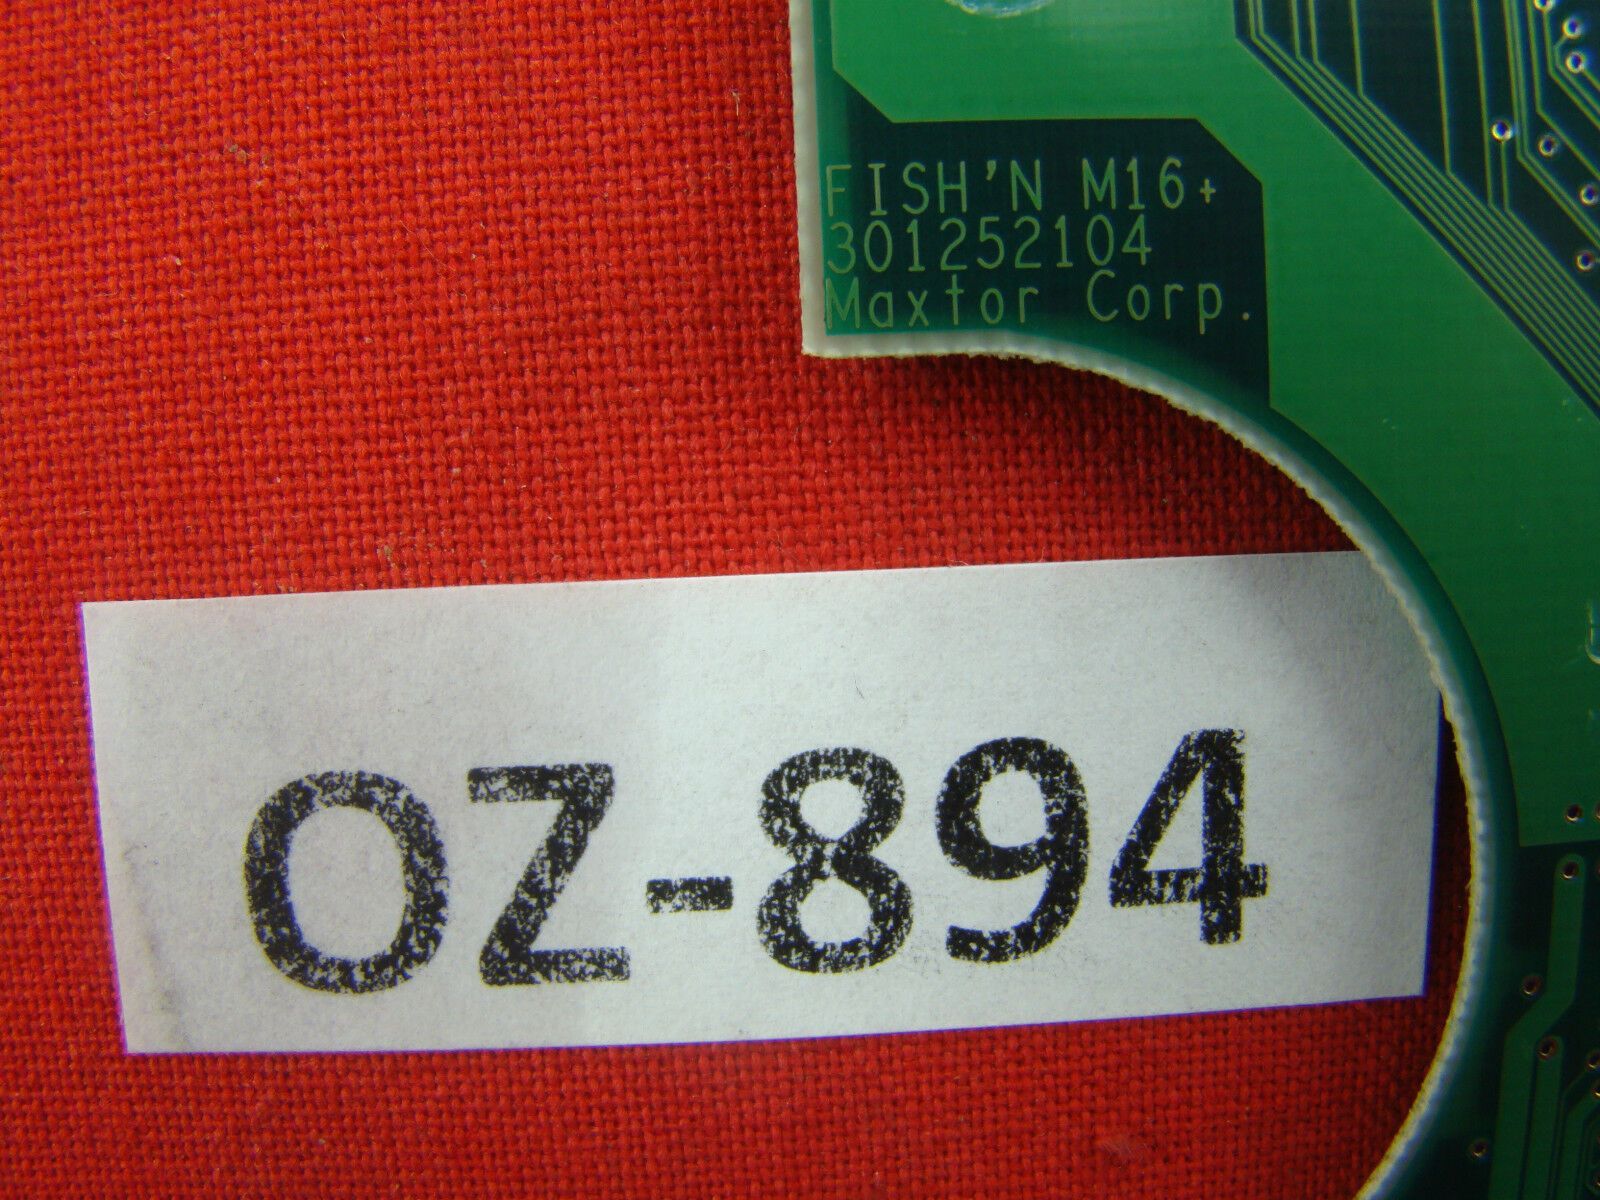 FISH'N M16+
301252104
Maxtor Corp.
OZ-894